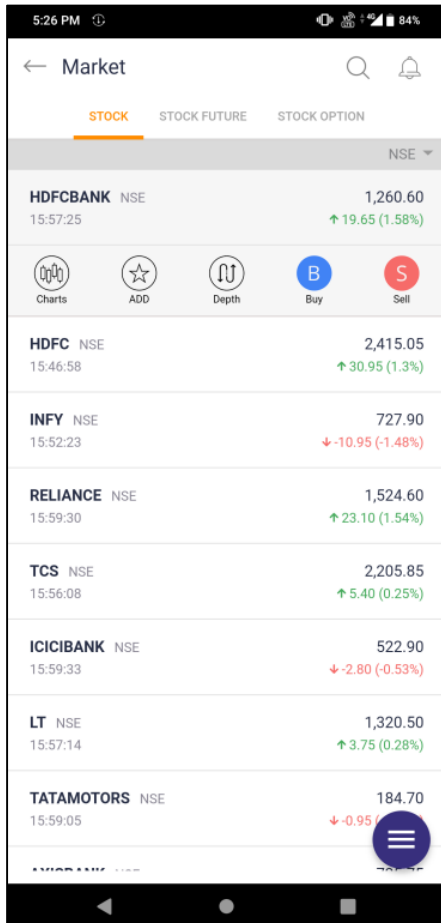 5:26 PM 4G 84%
Market
STOCK STOCK FUTURE STOCK OPTION
NSE
HDFCBANK NSE 1,260.60
15:57:25 19.65 (1.58%)
B S
Charts ADD Depth Buy Sell
HDFC NSE 2,415.05
15:46:58 30.95 (1.3%)
INFY NSE 727.90
15:52:23 -10.95 (-1.48%)
RELIANCE NSE 1,524.60
15:59:30 23.10 (1.54%)
TCS NSE 2,205.85
15:56:08 5.40 (0.25%)
ICICIBANK NSE 522.90
15:59:33 -2.80 (-0.53%)
LT NSE 1,320.50
15:57:14 3.75 (0.28%)
TATAMOTORS NSE 184.70
15:59:05 -0.95